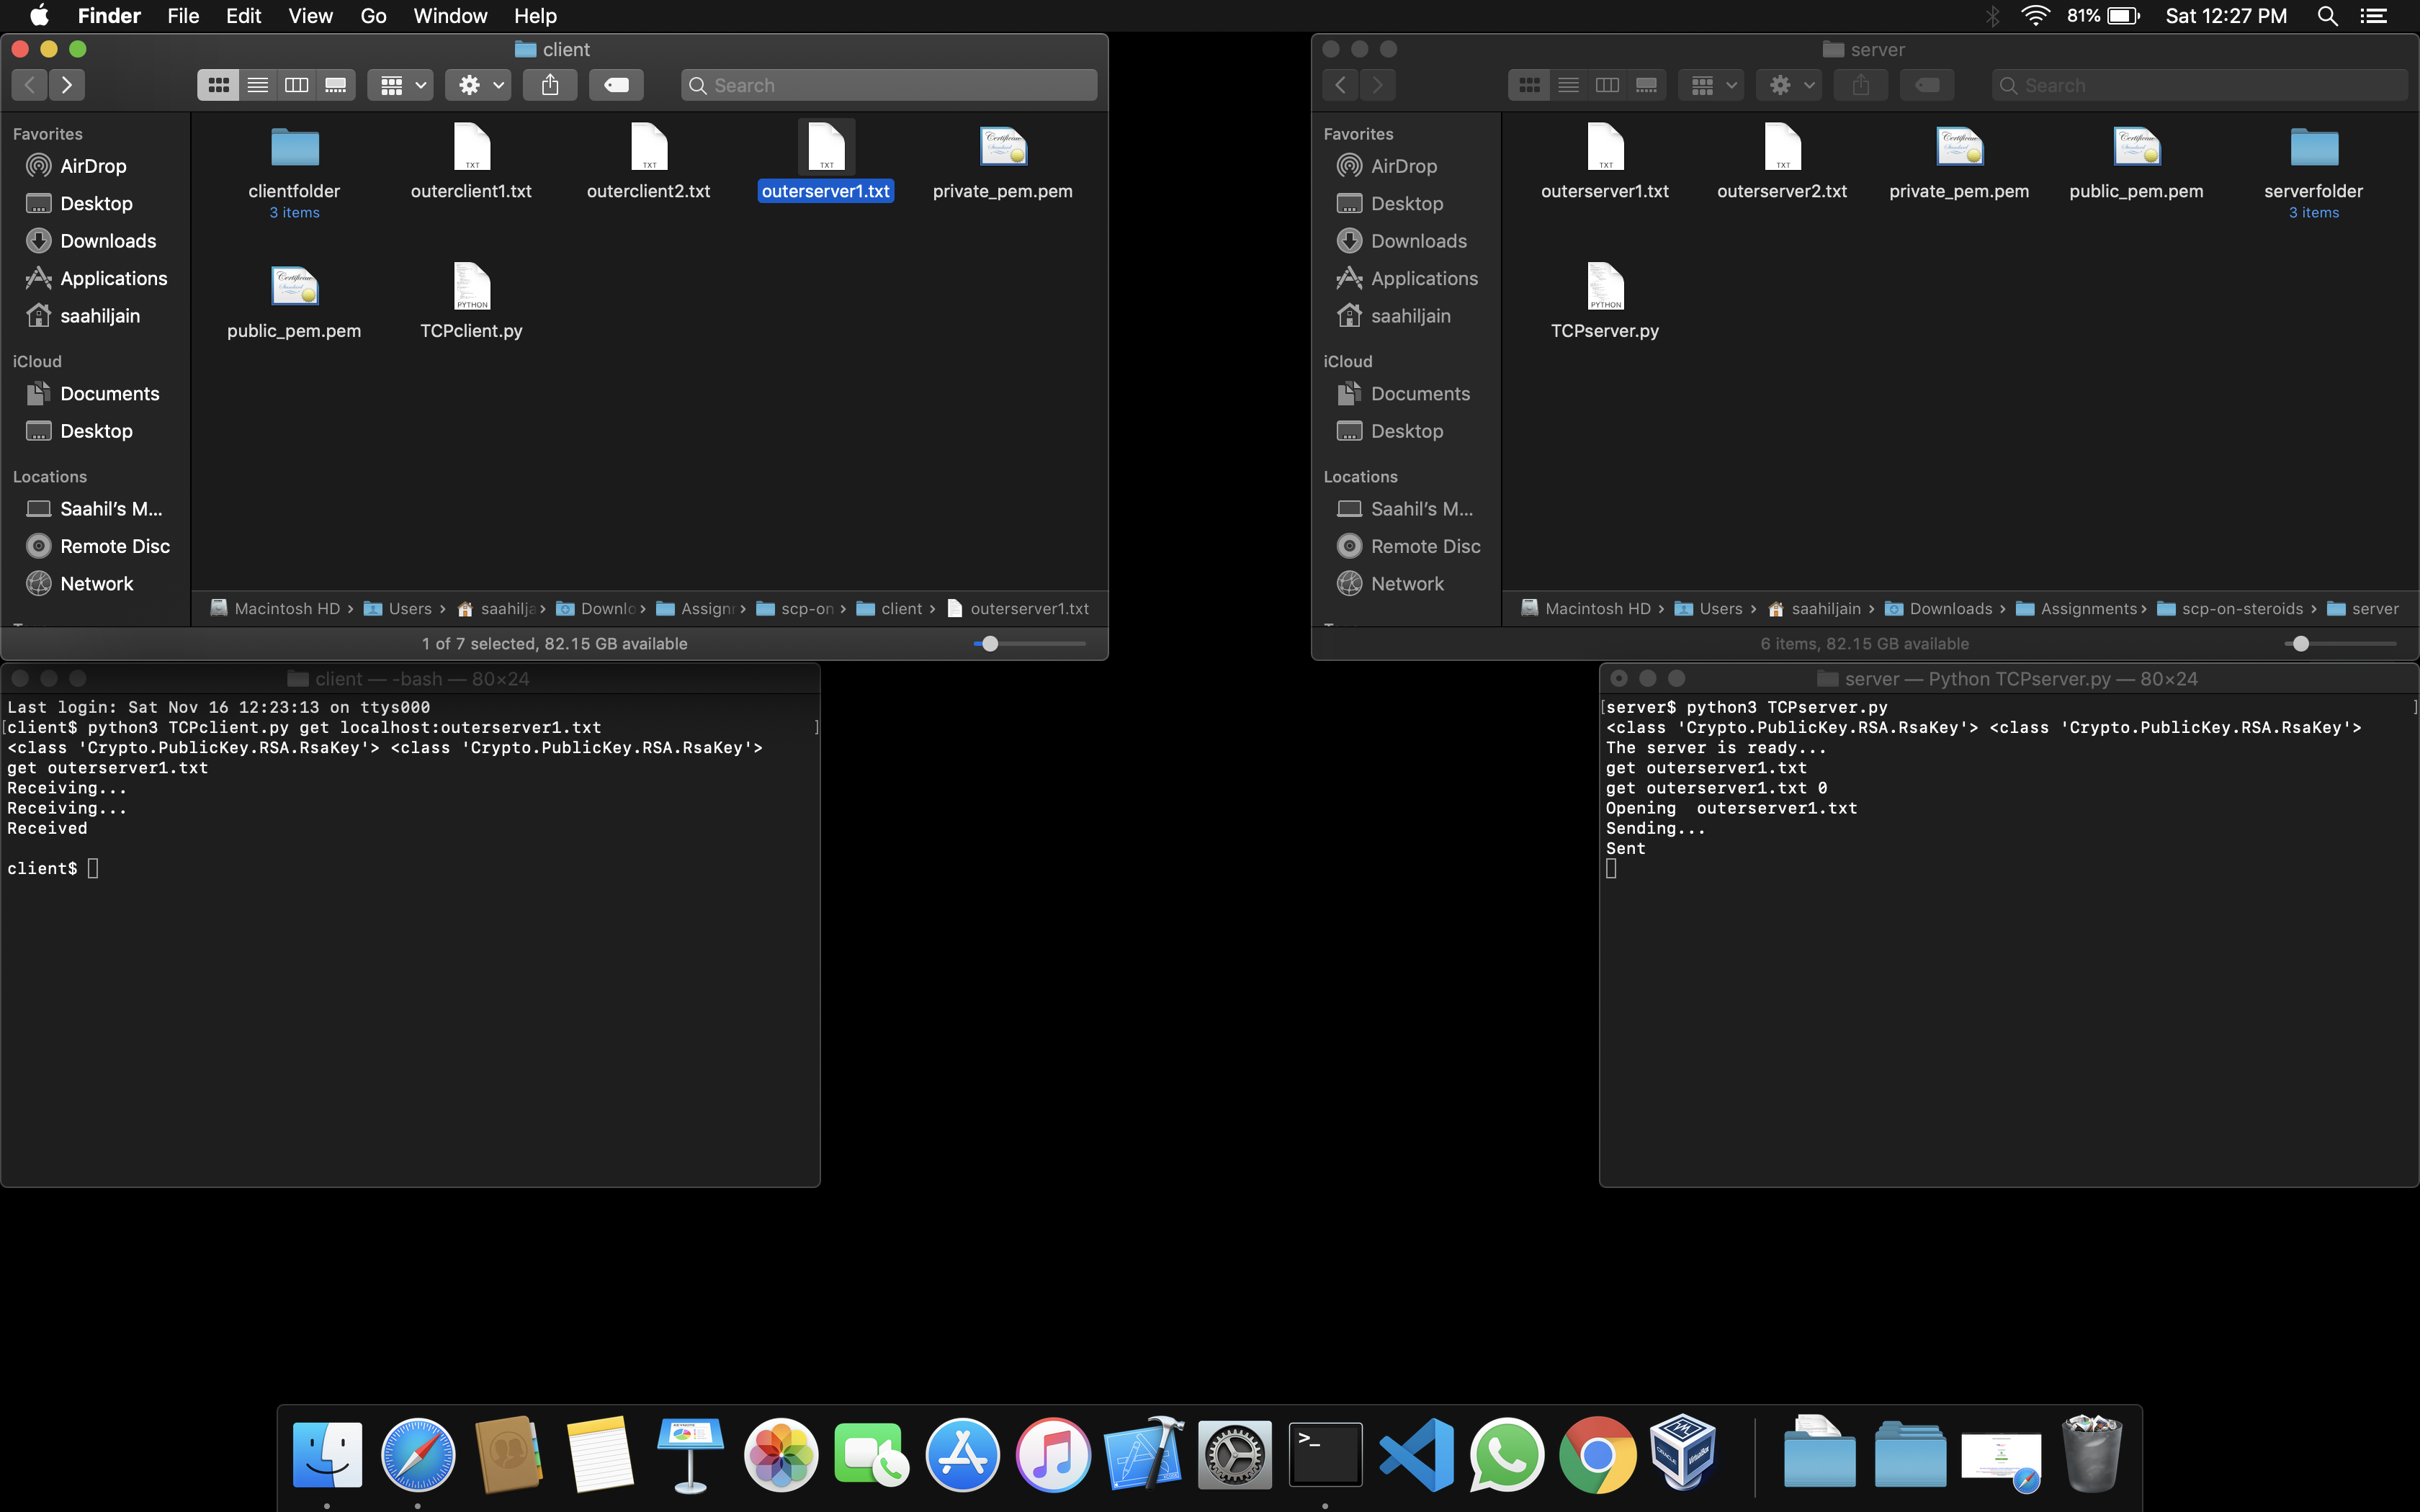 Finder File Edit View Go Window Help
81% Sat 12:27 PM
client
Search
Favorites
AirDrop
Desktop
Downloads
Applications
saahiljain
iCloud
Documents
Desktop
Locations
Saahil's M...
Remote Disc
Network
TXT
TXT
TXT
clientfolder
3 items
outerclient1.txt
outerclient2.txt
outerserver1.txt
private_pem.pem
PYTHON
public_pem.pem
TCPclient.py
Macintosh HD › Users › saahilja › Downlo › Assignr › scp-on › client › outerserver1.txt
1 of 7 selected, 82.15 GB available
server
Search
Favorites
AirDrop
Desktop
Downloads
Applications
saahiljain
iCloud
Documents
Desktop
Locations
Saahil's M...
Remote Disc
Network
TXT
TXT
outerserver1.txt
outerserver2.txt
private_pem.pem
public_pem.pem
serverfolder
3 items
PYTHON
TCPserver.py
Macintosh HD › Users › saahiljain › Downloads › Assignments › scp-on-steroids › server
6 items, 82.15 GB available
client — -bash — 80×24
Last login: Sat Nov 16 12:23:13 on ttys000
[client$ python3 TCPclient.py get localhost:outerserver1.txt ]
<class 'Crypto.PublicKey.RSA.RsaKey'> <class 'Crypto.PublicKey.RSA.RsaKey'>
get outerserver1.txt
Receiving...
Receiving...
Received
client$
server — Python TCPserver.py — 80×24
[server$ python3 TCPserver.py ]
<class 'Crypto.PublicKey.RSA.RsaKey'> <class 'Crypto.PublicKey.RSA.RsaKey'>
The server is ready...
get outerserver1.txt
get outerserver1.txt 0
Opening  outerserver1.txt
Sending...
Sent